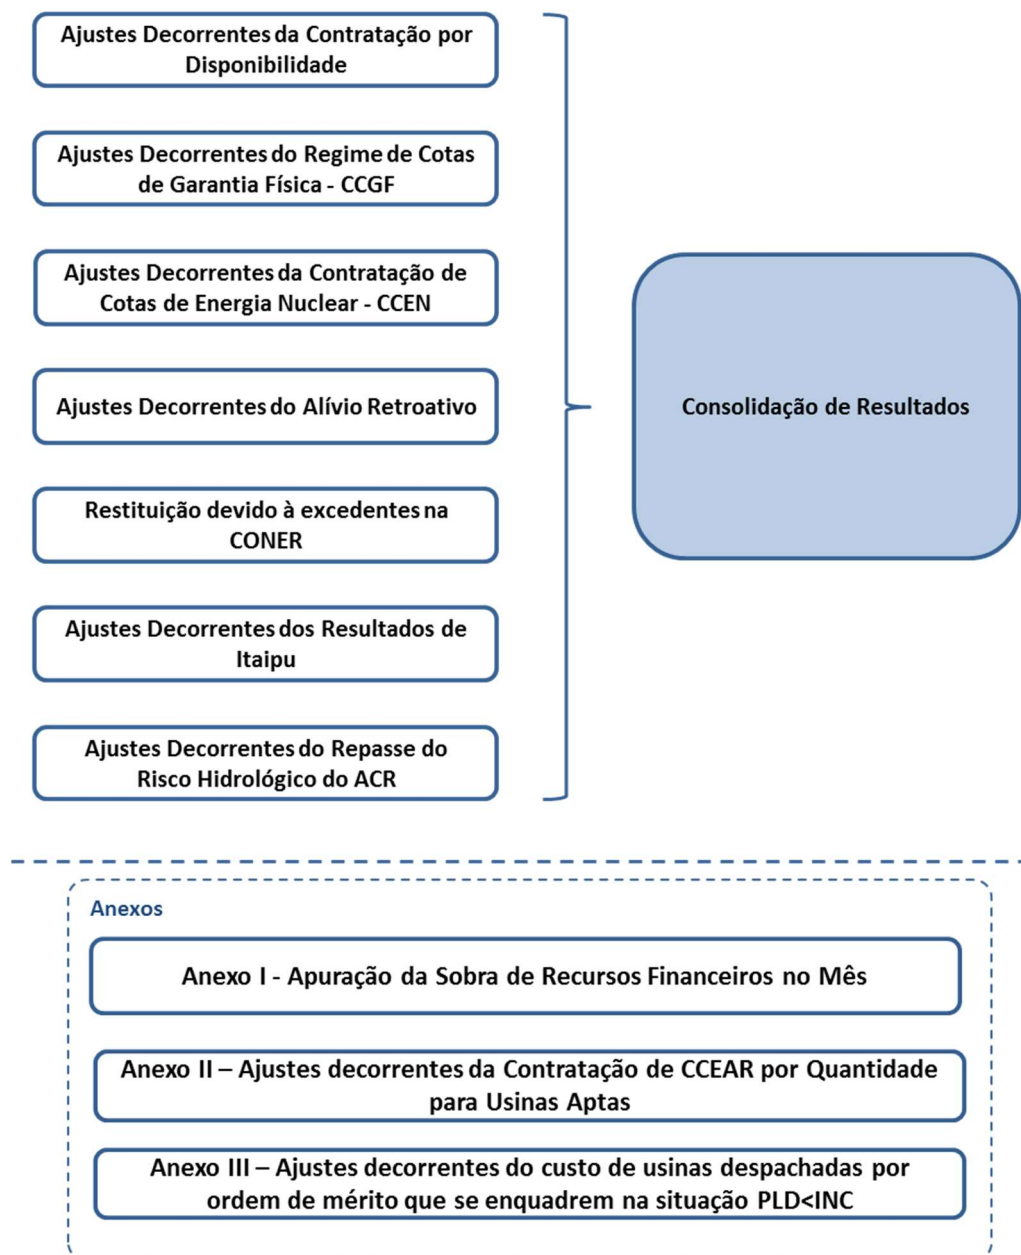 Ajustes Decorrentes da Contratação por
Disponibilidade
Ajustes Decorrentes do Regime de Cotas
de Garantia Física - CCGF
Ajustes Decorrentes da Contratação de
Cotas de Energia Nuclear - CCEN
Ajustes Decorrentes do Alívio Retroativo
Restituição devido à excedentes na
CONER
Ajustes Decorrentes dos Resultados de
Itaipu
Ajustes Decorrentes do Repasse do
Risco Hidrológico do ACR
Consolidação de Resultados
Anexos
Anexo I - Apuração da Sobra de Recursos Financeiros no Mês
Anexo II – Ajustes decorrentes da Contratação de CCEAR por Quantidade
para Usinas Aptas
Anexo III – Ajustes decorrentes do custo de usinas despachadas por
ordem de mérito que se enquadrem na situação PLD<INC